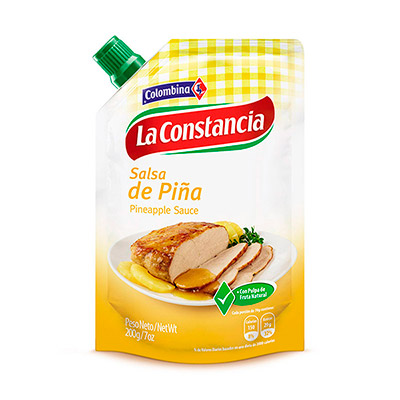 Colombina
La Constancia
Salsa
de Piña
Pineapple Sauce
+ Con Pulpa de
Fruta Natural
Peso Neto / Net Wt
200g / 7oz